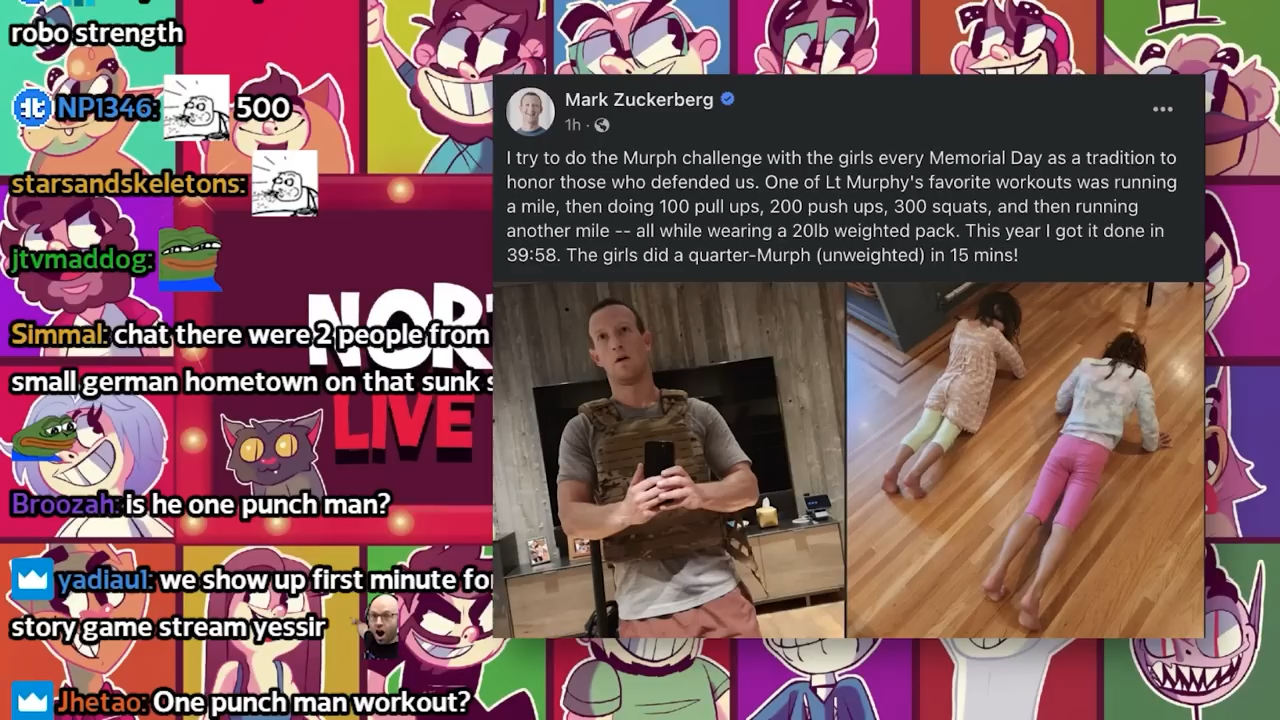 robo strength
NP1346: 500
starsandskeletons:
jtvmaddog:
Simmal: chat there were 2 people from
small german hometown on that sunk s
Broozah: is he one punch man?
yadiau1: we show up first minute for
story game stream yessir
Jhetao: One punch man workout?
NOR
LIVE
Mark Zuckerberg
1h ·
I try to do the Murph challenge with the girls every Memorial Day as a tradition to
honor those who defended us. One of Lt Murphy's favorite workouts was running
a mile, then doing 100 pull ups, 200 push ups, 300 squats, and then running
another mile -- all while wearing a 20lb weighted pack. This year I got it done in
39:58. The girls did a quarter-Murph (unweighted) in 15 mins!